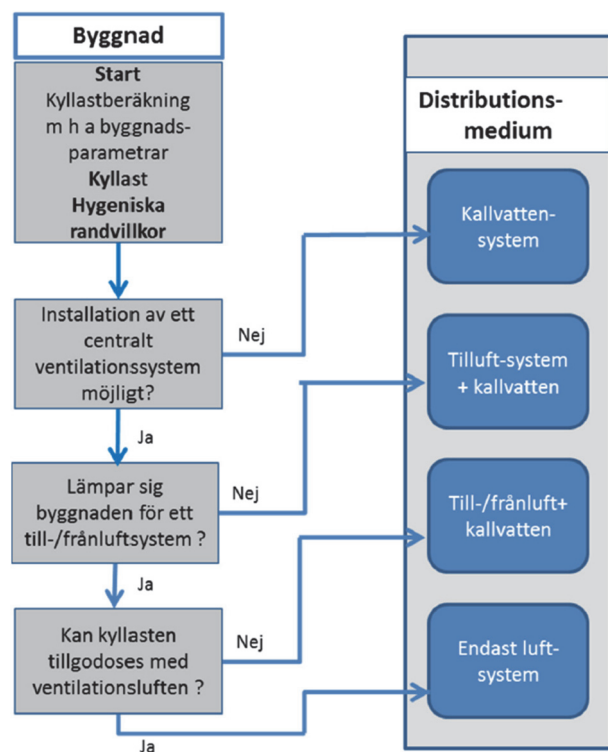 Byggnad
Start
Kyllastberäkning
m h a byggnads-
parametrar
Kyllast
Hygeniska
randvillkor
Installation av ett
centralt
ventilationssystem
möjligt?
Nej
Ja
Lämpar sig
byggnaden för ett
till-/frånluftsystem ?
Nej
Ja
Kan kyllasten
tillgodoses med
ventilationsluften ?
Nej
Ja
Distributions-
medium
Kallvatten-
system
Tilluft-system
+ kallvatten
Till-/frånluft+
kallvatten
Endast luft-
system